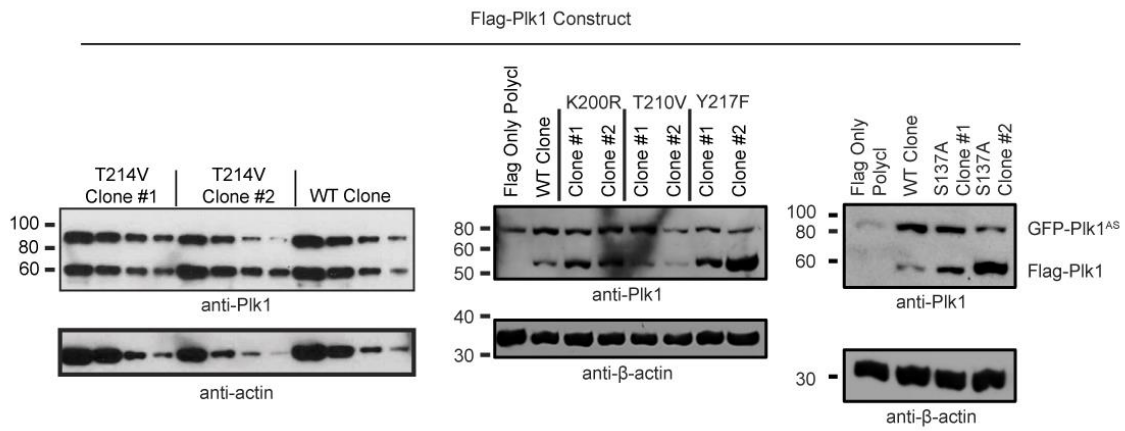 Flag-Plk1 Construct
T214V
Clone #1
T214V
Clone #2
WT Clone
100
80
60
anti-Plk1
anti-actin
Flag Only Polycl
WT Clone
K200R
Clone #1
Clone #2
T210V
Clone #1
Clone #2
Y217F
Clone #1
Clone #2
80
60
50
anti-Plk1
40
30
anti-β-actin
Flag Only
Polycl
WT Clone
S137A
Clone #1
S137A
Clone #2
100
80
60
GFP-Plk1ᴬˢ
Flag-Plk1
anti-Plk1
30
anti-β-actin